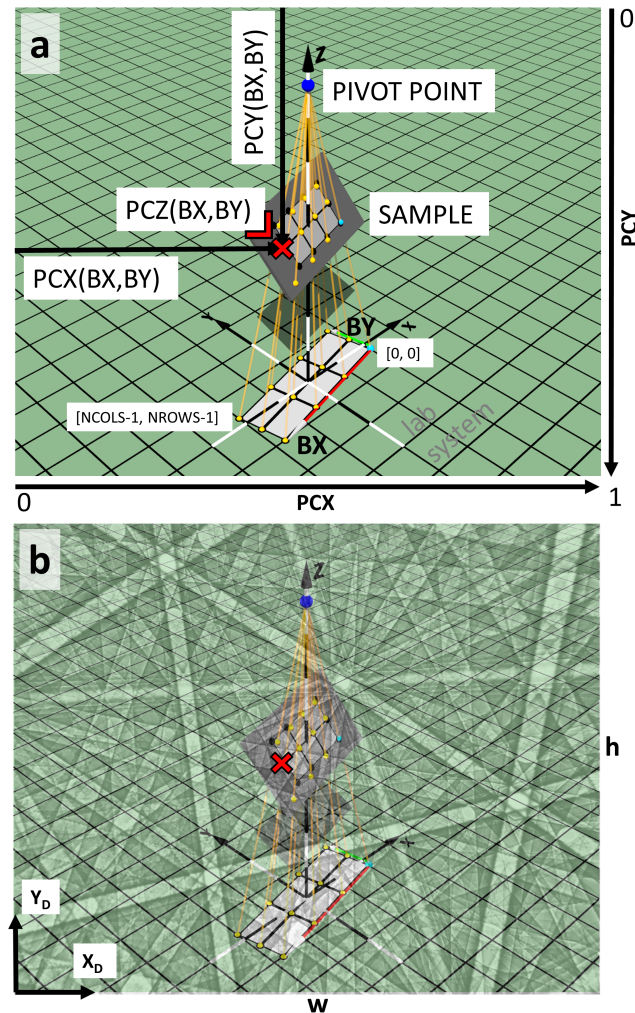 a
0
Z
PCY(BX,BY)
PIVOT POINT
PCZ(BX,BY)
SAMPLE
PCY
PCX(BX,BY)
Y
BY
X
[0, 0]
[NCOLS-1, NROWS-1]
BX
lab
system
0
PCX
1
b
Z
h
Y
X
YD
XD
w